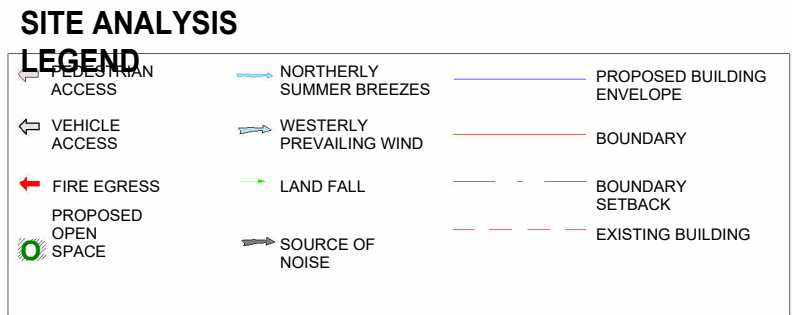 SITE ANALYSIS
LEGEND
PEDESTRIAN
ACCESS
VEHICLE
ACCESS
FIRE EGRESS
PROPOSED
OPEN
SPACE
O
NORTHERLY
SUMMER BREEZES
WESTERLY
PREVAILING WIND
LAND FALL
SOURCE OF
NOISE
PROPOSED BUILDING
ENVELOPE
BOUNDARY
BOUNDARY
SETBACK
EXISTING BUILDING